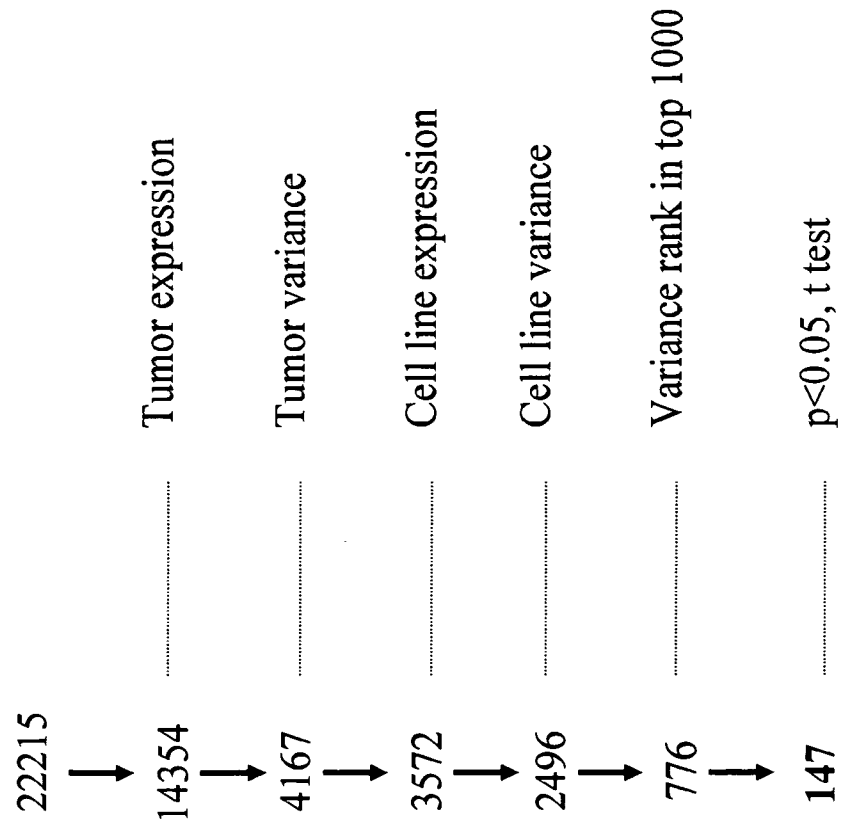 22215
14354 Tumor expression
4167 Tumor variance
3572 Cell line expression
2496 Cell line variance
776 Variance rank in top 1000
147 p<0.05, t test